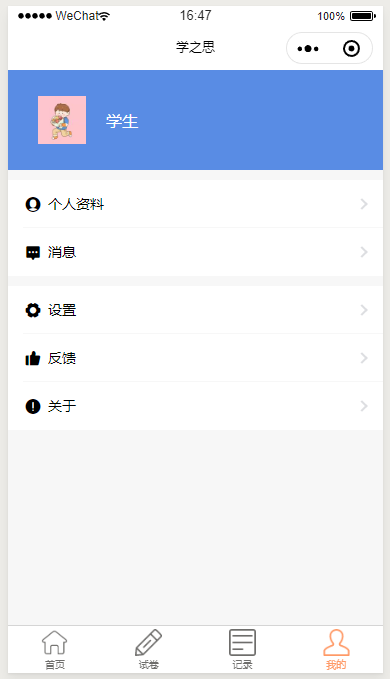 WeChat 16:47 100%
学之思
学生
个人资料
消息
设置
反馈
关于
首页 试卷 记录 我的